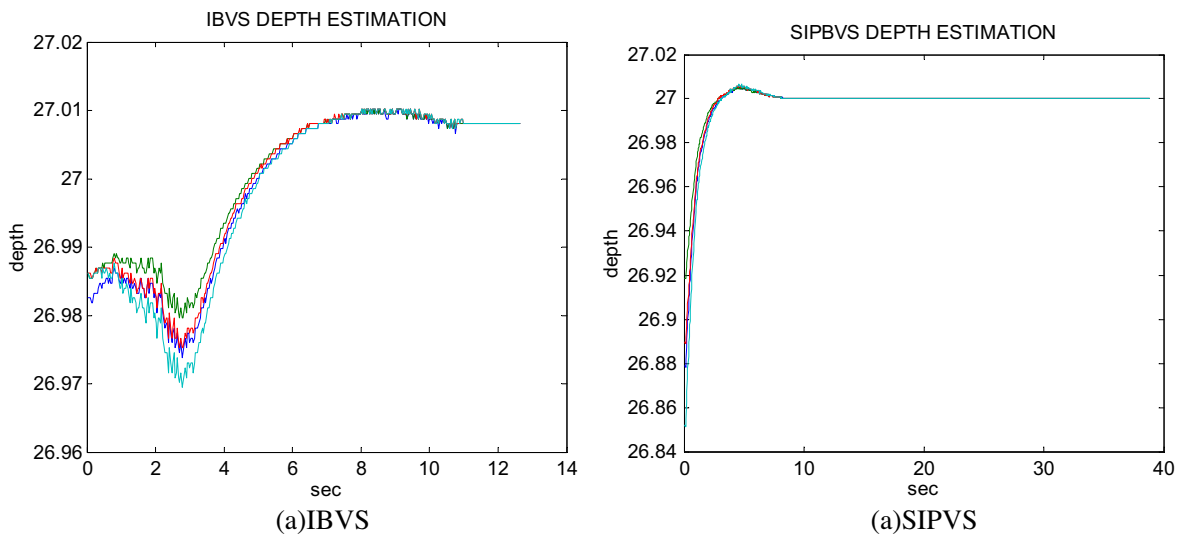 IBVS DEPTH ESTIMATION
27.02
27.01
27
26.99
26.98
26.97
26.96
depth
0 2 4 6 8 10 12 14
sec
(a)IBVS
SIPBVS DEPTH ESTIMATION
27.02
27
26.98
26.96
26.94
26.92
26.9
26.88
26.86
26.84
depth
0 10 20 30 40
sec
(a)SIPVS